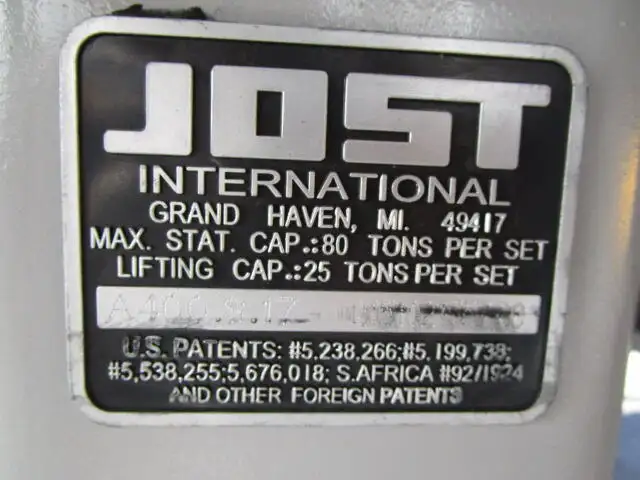 JOST
INTERNATIONAL
GRAND HAVEN, MI. 49417
MAX. STAT. CAP.:80 TONS PER SET
LIFTING CAP.:25 TONS PER SET
U.S. PATENTS: #5,238,266;#5,199,738;
#5,538,255;5,676,018; S.AFRICA #92/1924
AND OTHER FOREIGN PATENTS